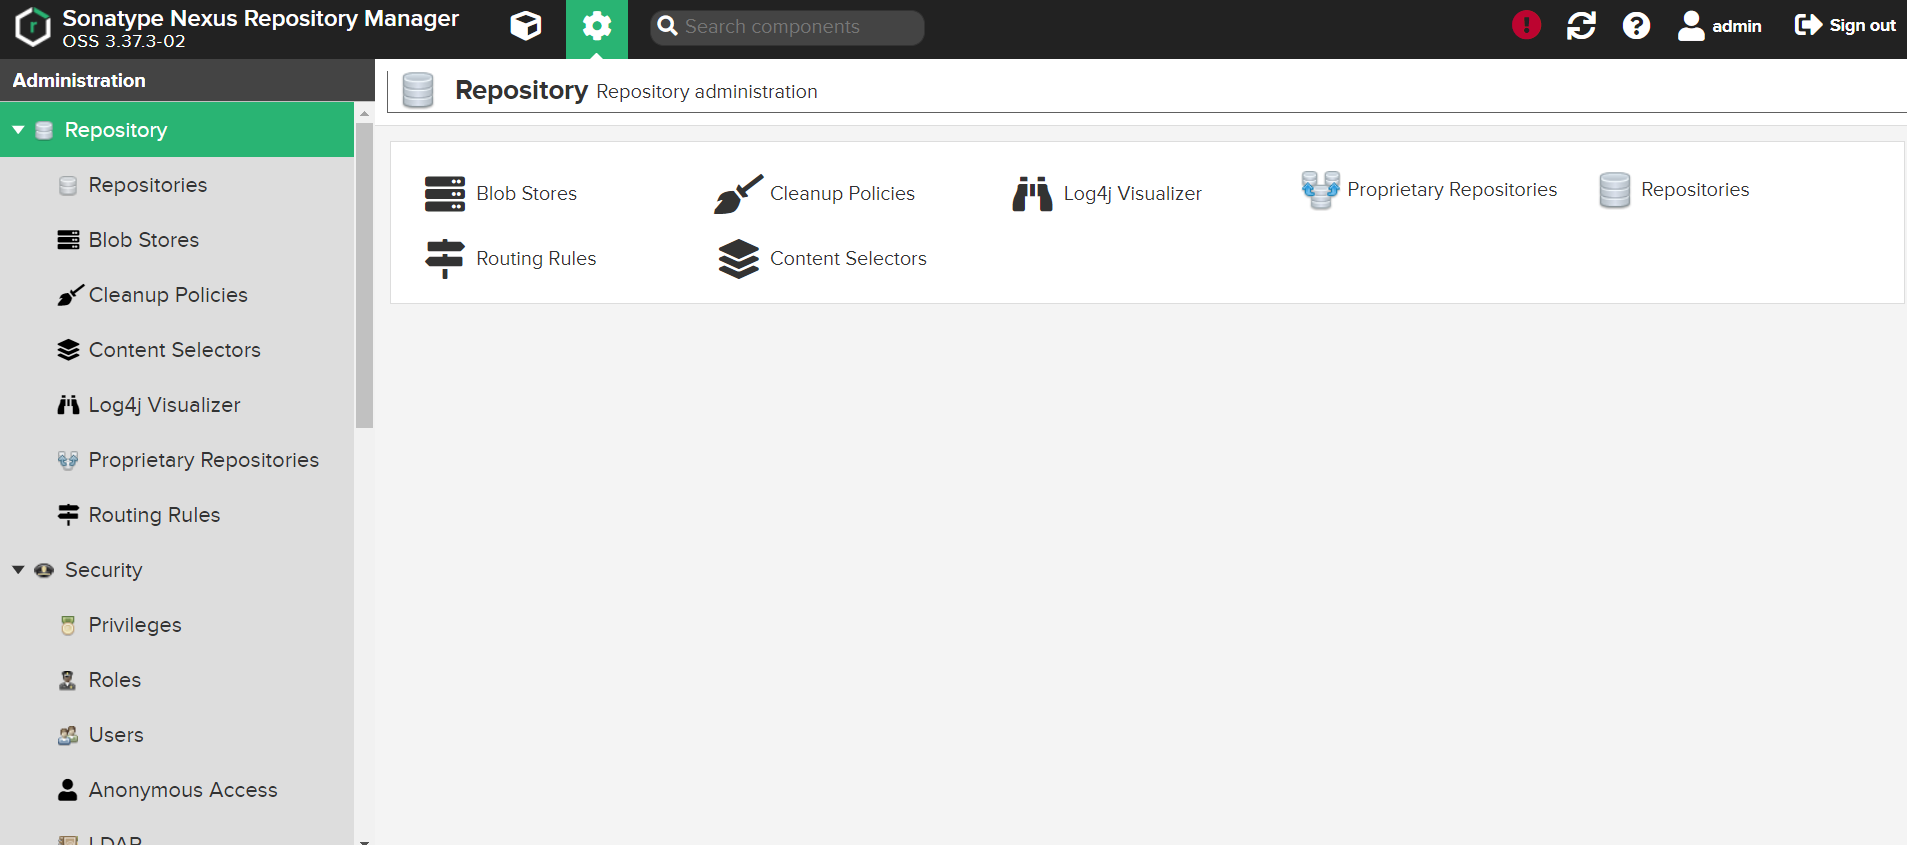 Sonatype Nexus Repository Manager
OSS 3.37.3-02
Search components
admin
Sign out
Administration
Repository
Repositories
Blob Stores
Cleanup Policies
Content Selectors
Log4j Visualizer
Proprietary Repositories
Routing Rules
Security
Privileges
Roles
Users
Anonymous Access
LDAP
Repository Repository administration
Blob Stores Cleanup Policies Log4j Visualizer Proprietary Repositories Repositories
Routing Rules Content Selectors